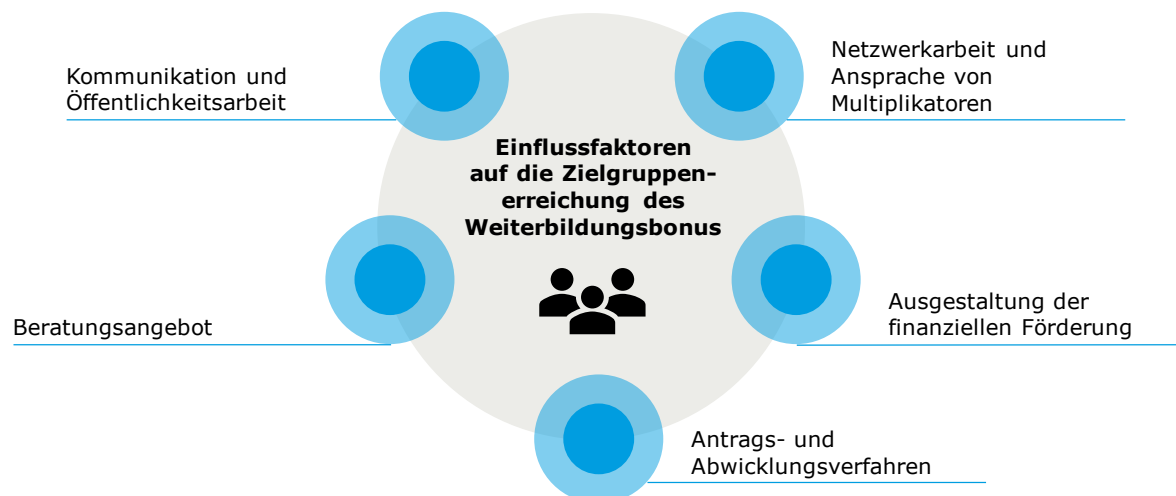 Kommunikation und
Öffentlichkeitsarbeit
Netzwerkarbeit und
Ansprache von
Multiplikatoren
Einflussfaktoren
auf die Zielgruppen-
erreichung des
Weiterbildungsbonus
Beratungsangebot
Ausgestaltung der
finanziellen Förderung
Antrags- und
Abwicklungsverfahren